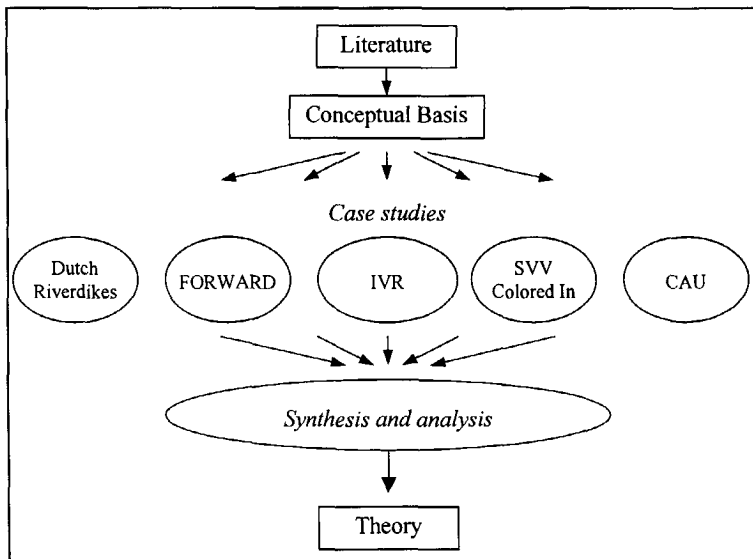 Literature
Conceptual Basis
Case studies
Dutch
Riverdikes
FORWARD
IVR
SVV
Colored In
CAU
Synthesis and analysis
Theory